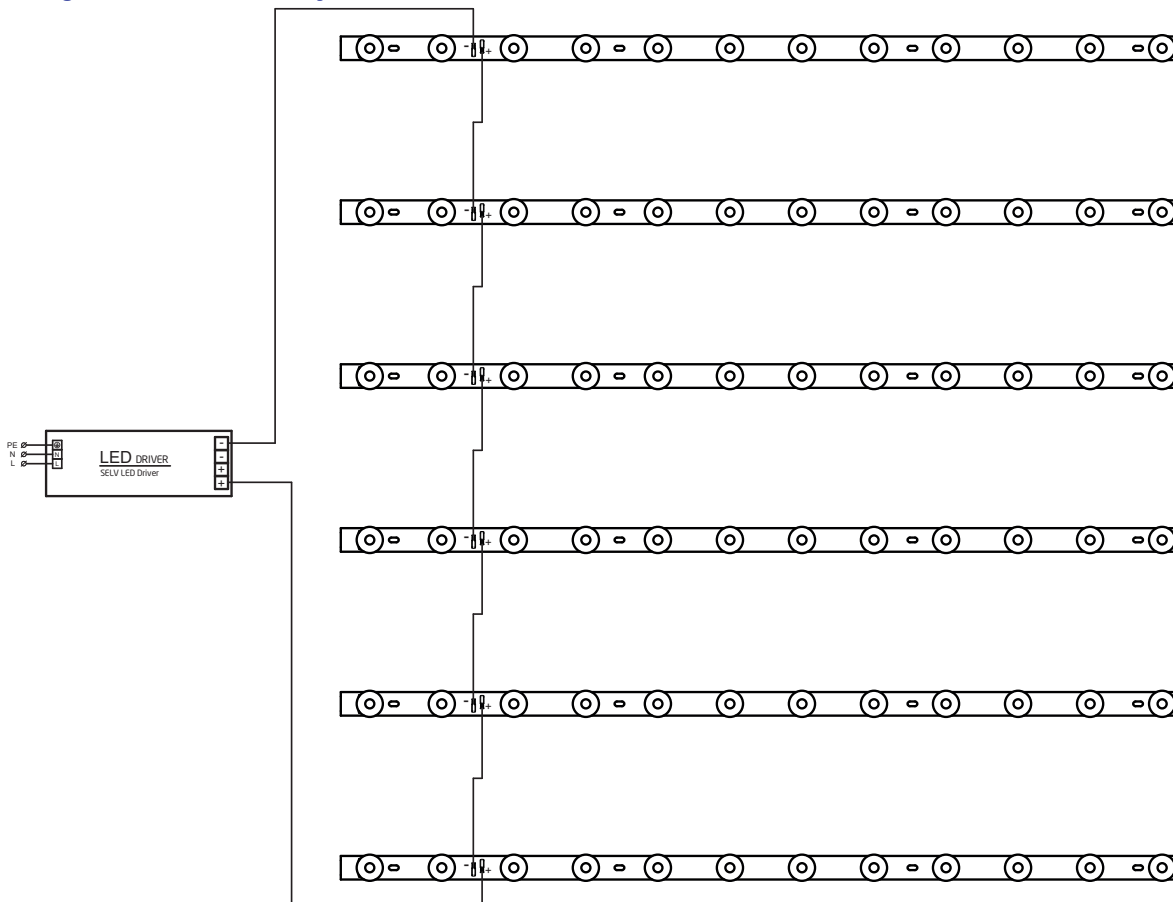 - +
- +
- +
PE ⏚ -
N N LED DRIVER -
L L SELV LED Driver +
+
- +
- +
- +